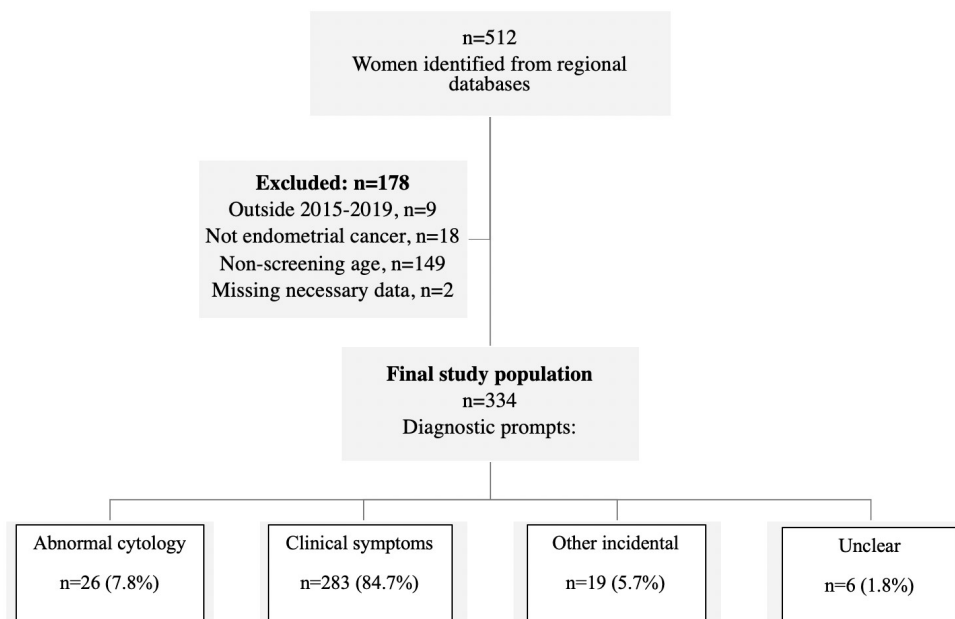 n=512
Women identified from regional
databases
Excluded: n=178
Outside 2015-2019, n=9
Not endometrial cancer, n=18
Non-screening age, n=149
Missing necessary data, n=2
Final study population
n=334
Diagnostic prompts:
Abnormal cytology
n=26 (7.8%)
Clinical symptoms
n=283 (84.7%)
Other incidental
n=19 (5.7%)
Unclear
n=6 (1.8%)